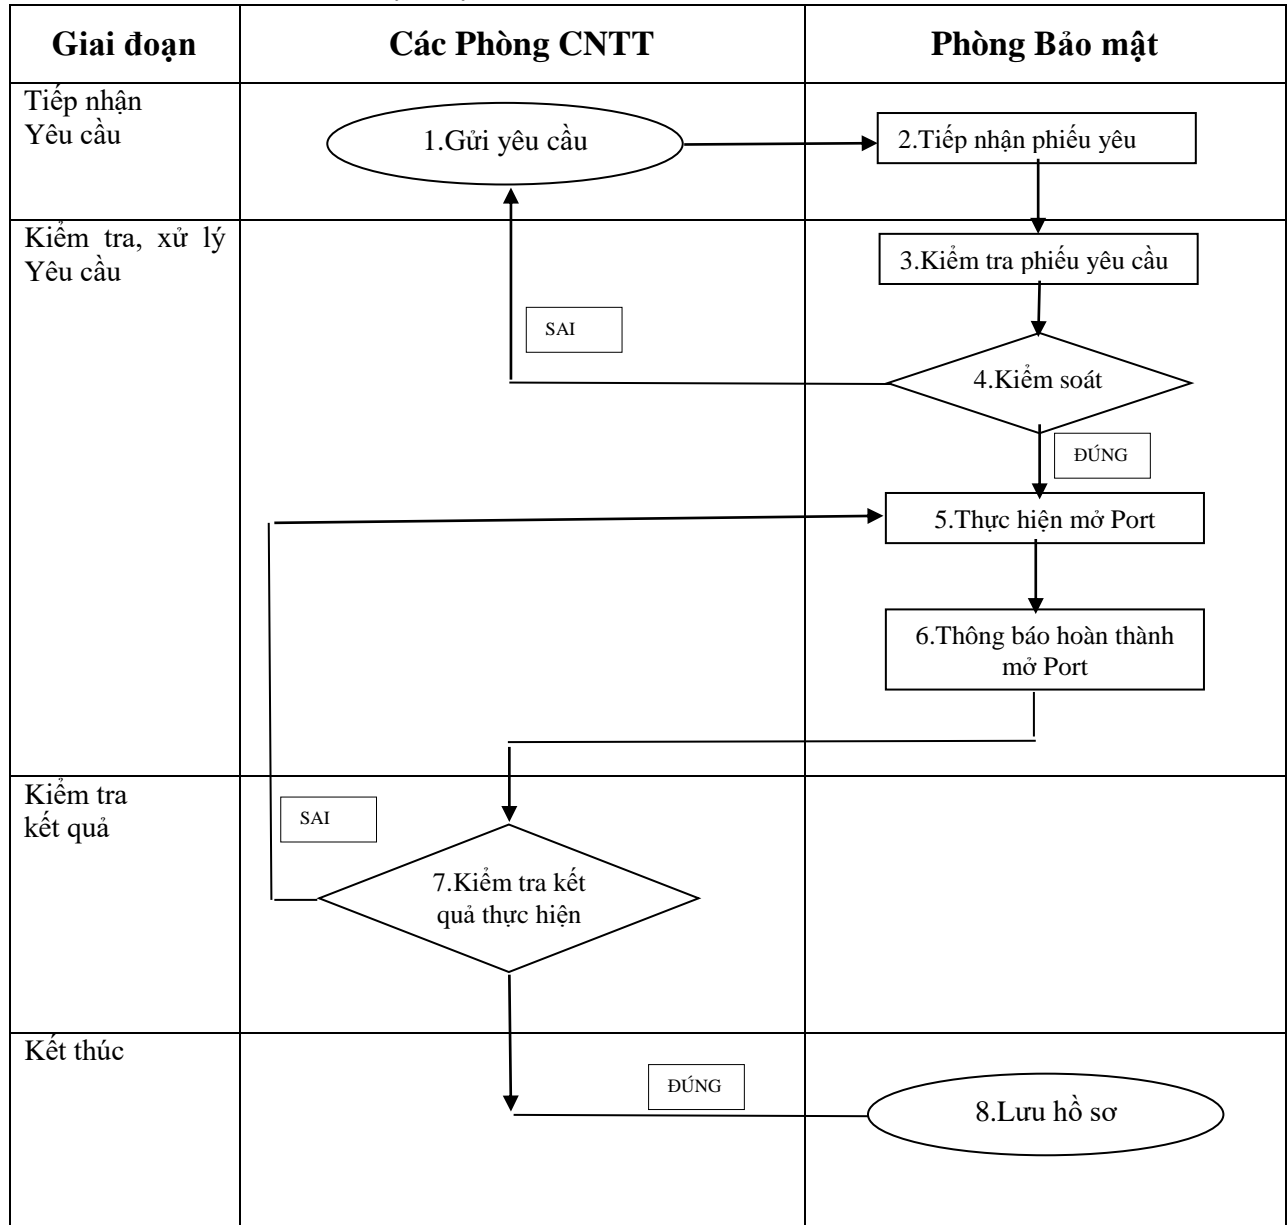 Giai đoạn
Các Phòng CNTT
Phòng Bảo mật
Tiếp nhận
Yêu cầu
1.Gửi yêu cầu
2.Tiếp nhận phiếu yêu
Kiểm tra, xử lý
Yêu cầu
3.Kiểm tra phiếu yêu cầu
SAI
4.Kiểm soát
ĐÚNG
5.Thực hiện mở Port
6.Thông báo hoàn thành
mở Port
Kiểm tra
kết quả
SAI
7.Kiểm tra kết
quả thực hiện
Kết thúc
ĐÚNG
8.Lưu hồ sơ